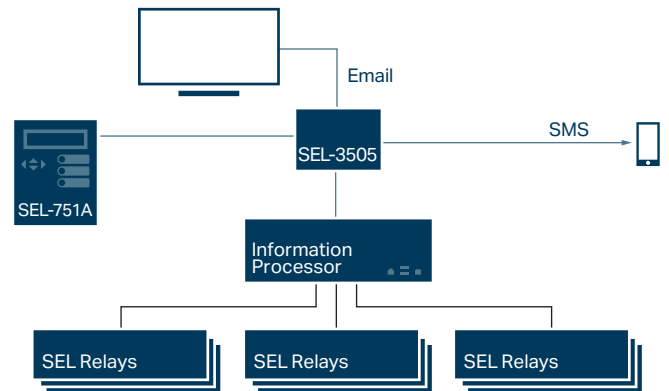 Email
SMS
SEL-3505
SEL-751A
Information
Processor
SEL Relays
SEL Relays
SEL Relays